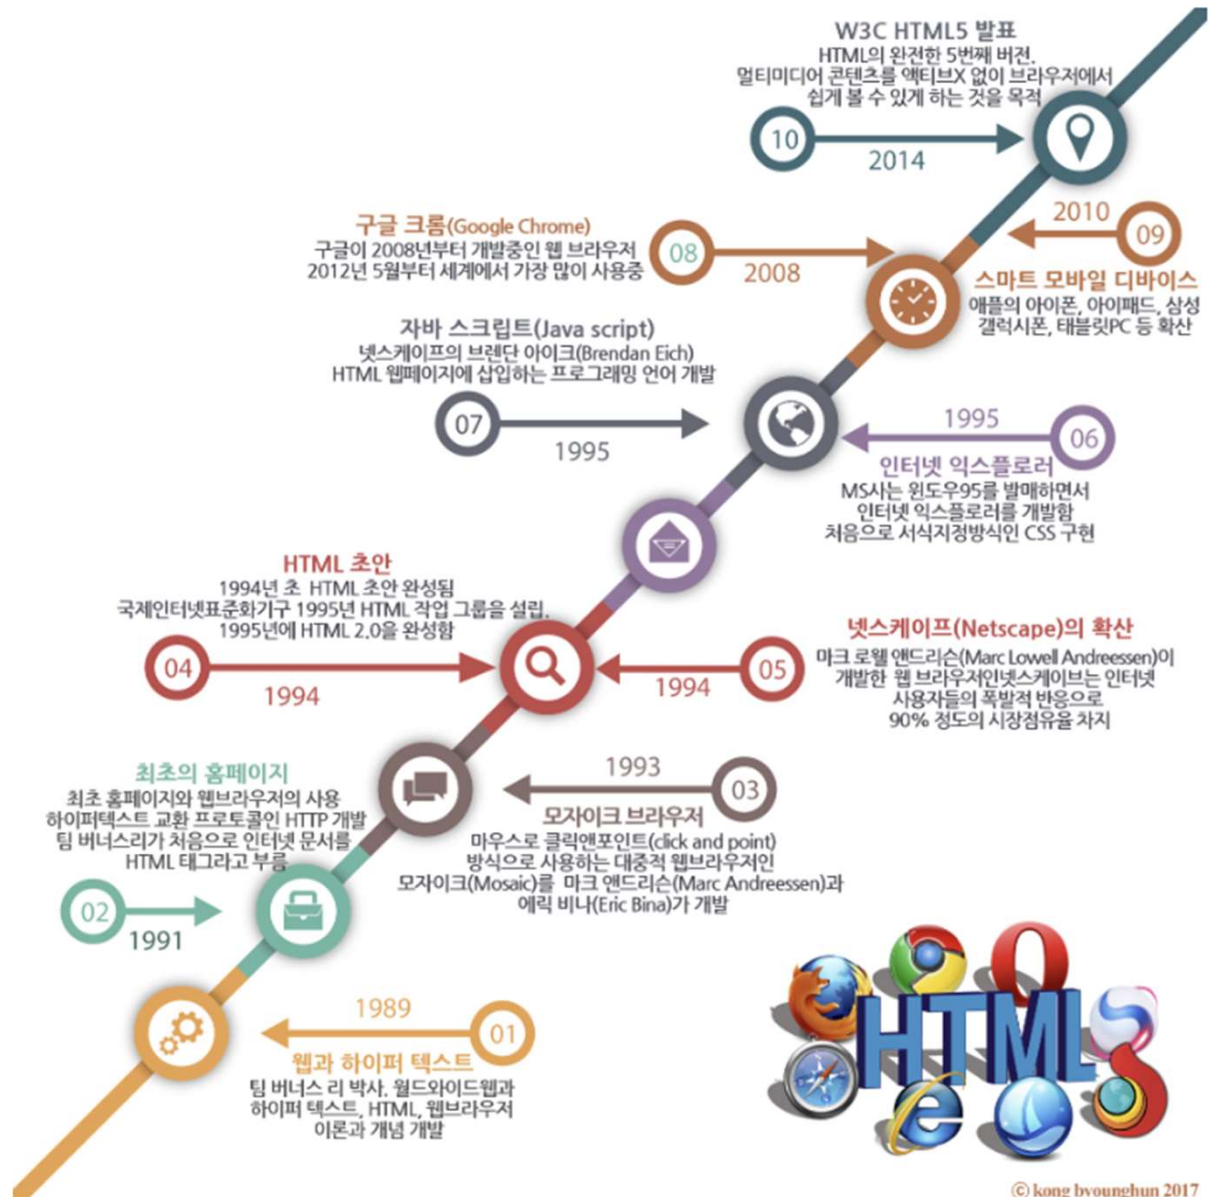 W3C HTML5 발표
HTML의 완전한 5번째 버전.
멀티미디어 콘텐츠를 액티브X 없이 브라우저에서
쉽게 볼 수 있게 하는 것을 목적
10
2014
2010
09
스마트 모바일 디바이스
애플의 아이폰, 아이패드, 삼성
갤럭시폰, 태블릿PC 등 확산
구글 크롬(Google Chrome)
구글이 2008년부터 개발중인 웹 브라우저
2012년 5월부터 세계에서 가장 많이 사용중
08
2008
자바 스크립트(Java script)
넷스케이프의 브렌단 아이크(Brendan Eich)
HTML 웹페이지에 삽입하는 프로그래밍 언어 개발
07
1995
1995
06
인터넷 익스플로러
MS사는 윈도우95를 발매하면서
인터넷 익스플로러를 개발함
처음으로 서식지정방식인 CSS 구현
HTML 초안
1994년 초 HTML 초안 완성됨
국제인터넷표준화기구 1995년 HTML 작업 그룹을 설립.
1995년에 HTML 2.0을 완성함
04
1994
넷스케이프(Netscape)의 확산
마크 로웰 앤드리슨(Marc Lowell Andreessen)이
개발한 웹 브라우저인넷스케이브는 인터넷
사용자들의 폭발적 반응으로
90% 정도의 시장점유율 차지
05
1994
1993
03
모자이크 브라우저
마우스로 클릭앤포인트(click and point)
방식으로 사용하는 대중적 웹브라우저인
모자이크(Mosaic)를 마크 앤드리슨(Marc Andreessen)과
에릭 비나(Eric Bina)가 개발
최초의 홈페이지
최초 홈페이지와 웹브라우저의 사용
하이퍼텍스트 교환 프로토콜인 HTTP 개발
팀 버너스리가 처음으로 인터넷 문서를
HTML 태그라고 부름
02
1991
1989
01
웹과 하이퍼 텍스트
팀 버너스 리 박사. 월드와이드웹과
하이퍼 텍스트, HTML, 웹브라우저
이론과 개념 개발
HTML
ⓒ kong byounghun 2017